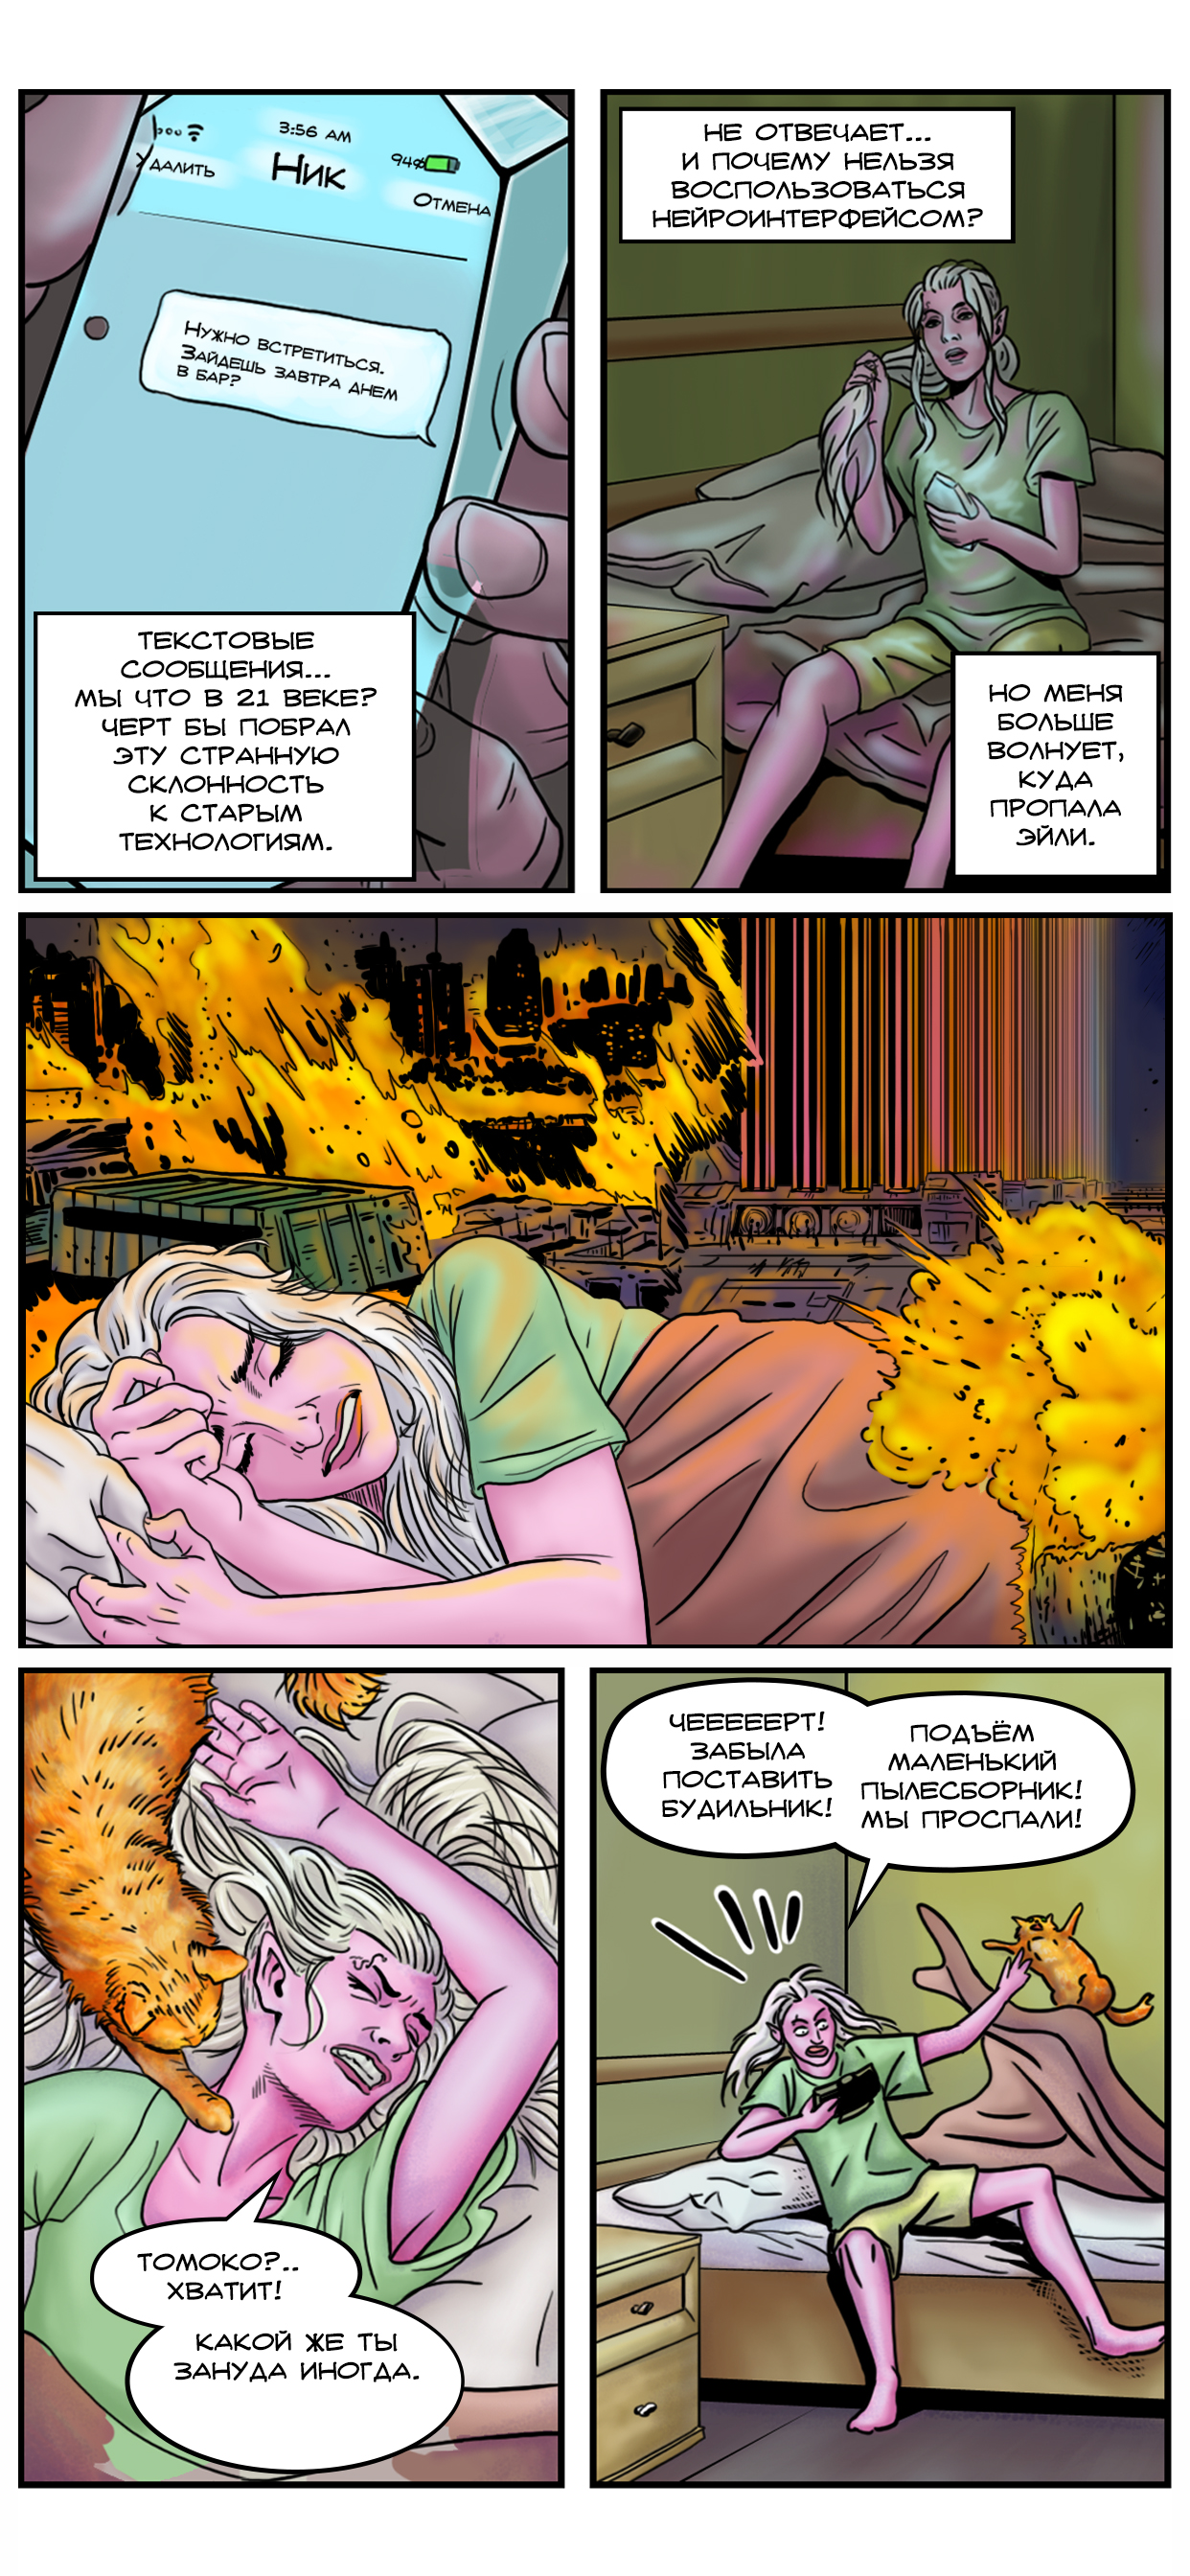 3:56 AM
94%
Удалить
Ник
Отмена
Нужно встретиться.
Зайдешь завтра днем
в бар?
ТЕКСТОВЫЕ
СООБЩЕНИЯ...
МЫ ЧТО В 21 ВЕКЕ?
ЧЕРТ БЫ ПОБРАЛ
ЭТУ СТРАННУЮ
СКЛОННОСТЬ
К СТАРЫМ
ТЕХНОЛОГИЯМ.
НЕ ОТВЕЧАЕТ...
И ПОЧЕМУ НЕЛЬЗЯ
ВОСПОЛЬЗОВАТЬСЯ
НЕЙРОИНТЕРФЕЙСОМ?
НО МЕНЯ
БОЛЬШЕ
ВОЛНУЕТ,
КУДА
ПРОПАЛА
ЭЙЛИ.
ТОМОКО?..
ХВАТИТ!
КАКОЙ ЖЕ ТЫ
ЗАНУДА ИНОГДА.
ЧЕЕЕЕЕРТ!
ЗАБЫЛА
ПОСТАВИТЬ
БУДИЛЬНИК!
ПОДЪЁМ
МАЛЕНЬКИЙ
ПЫЛЕСБОРНИК!
МЫ ПРОСПАЛИ!